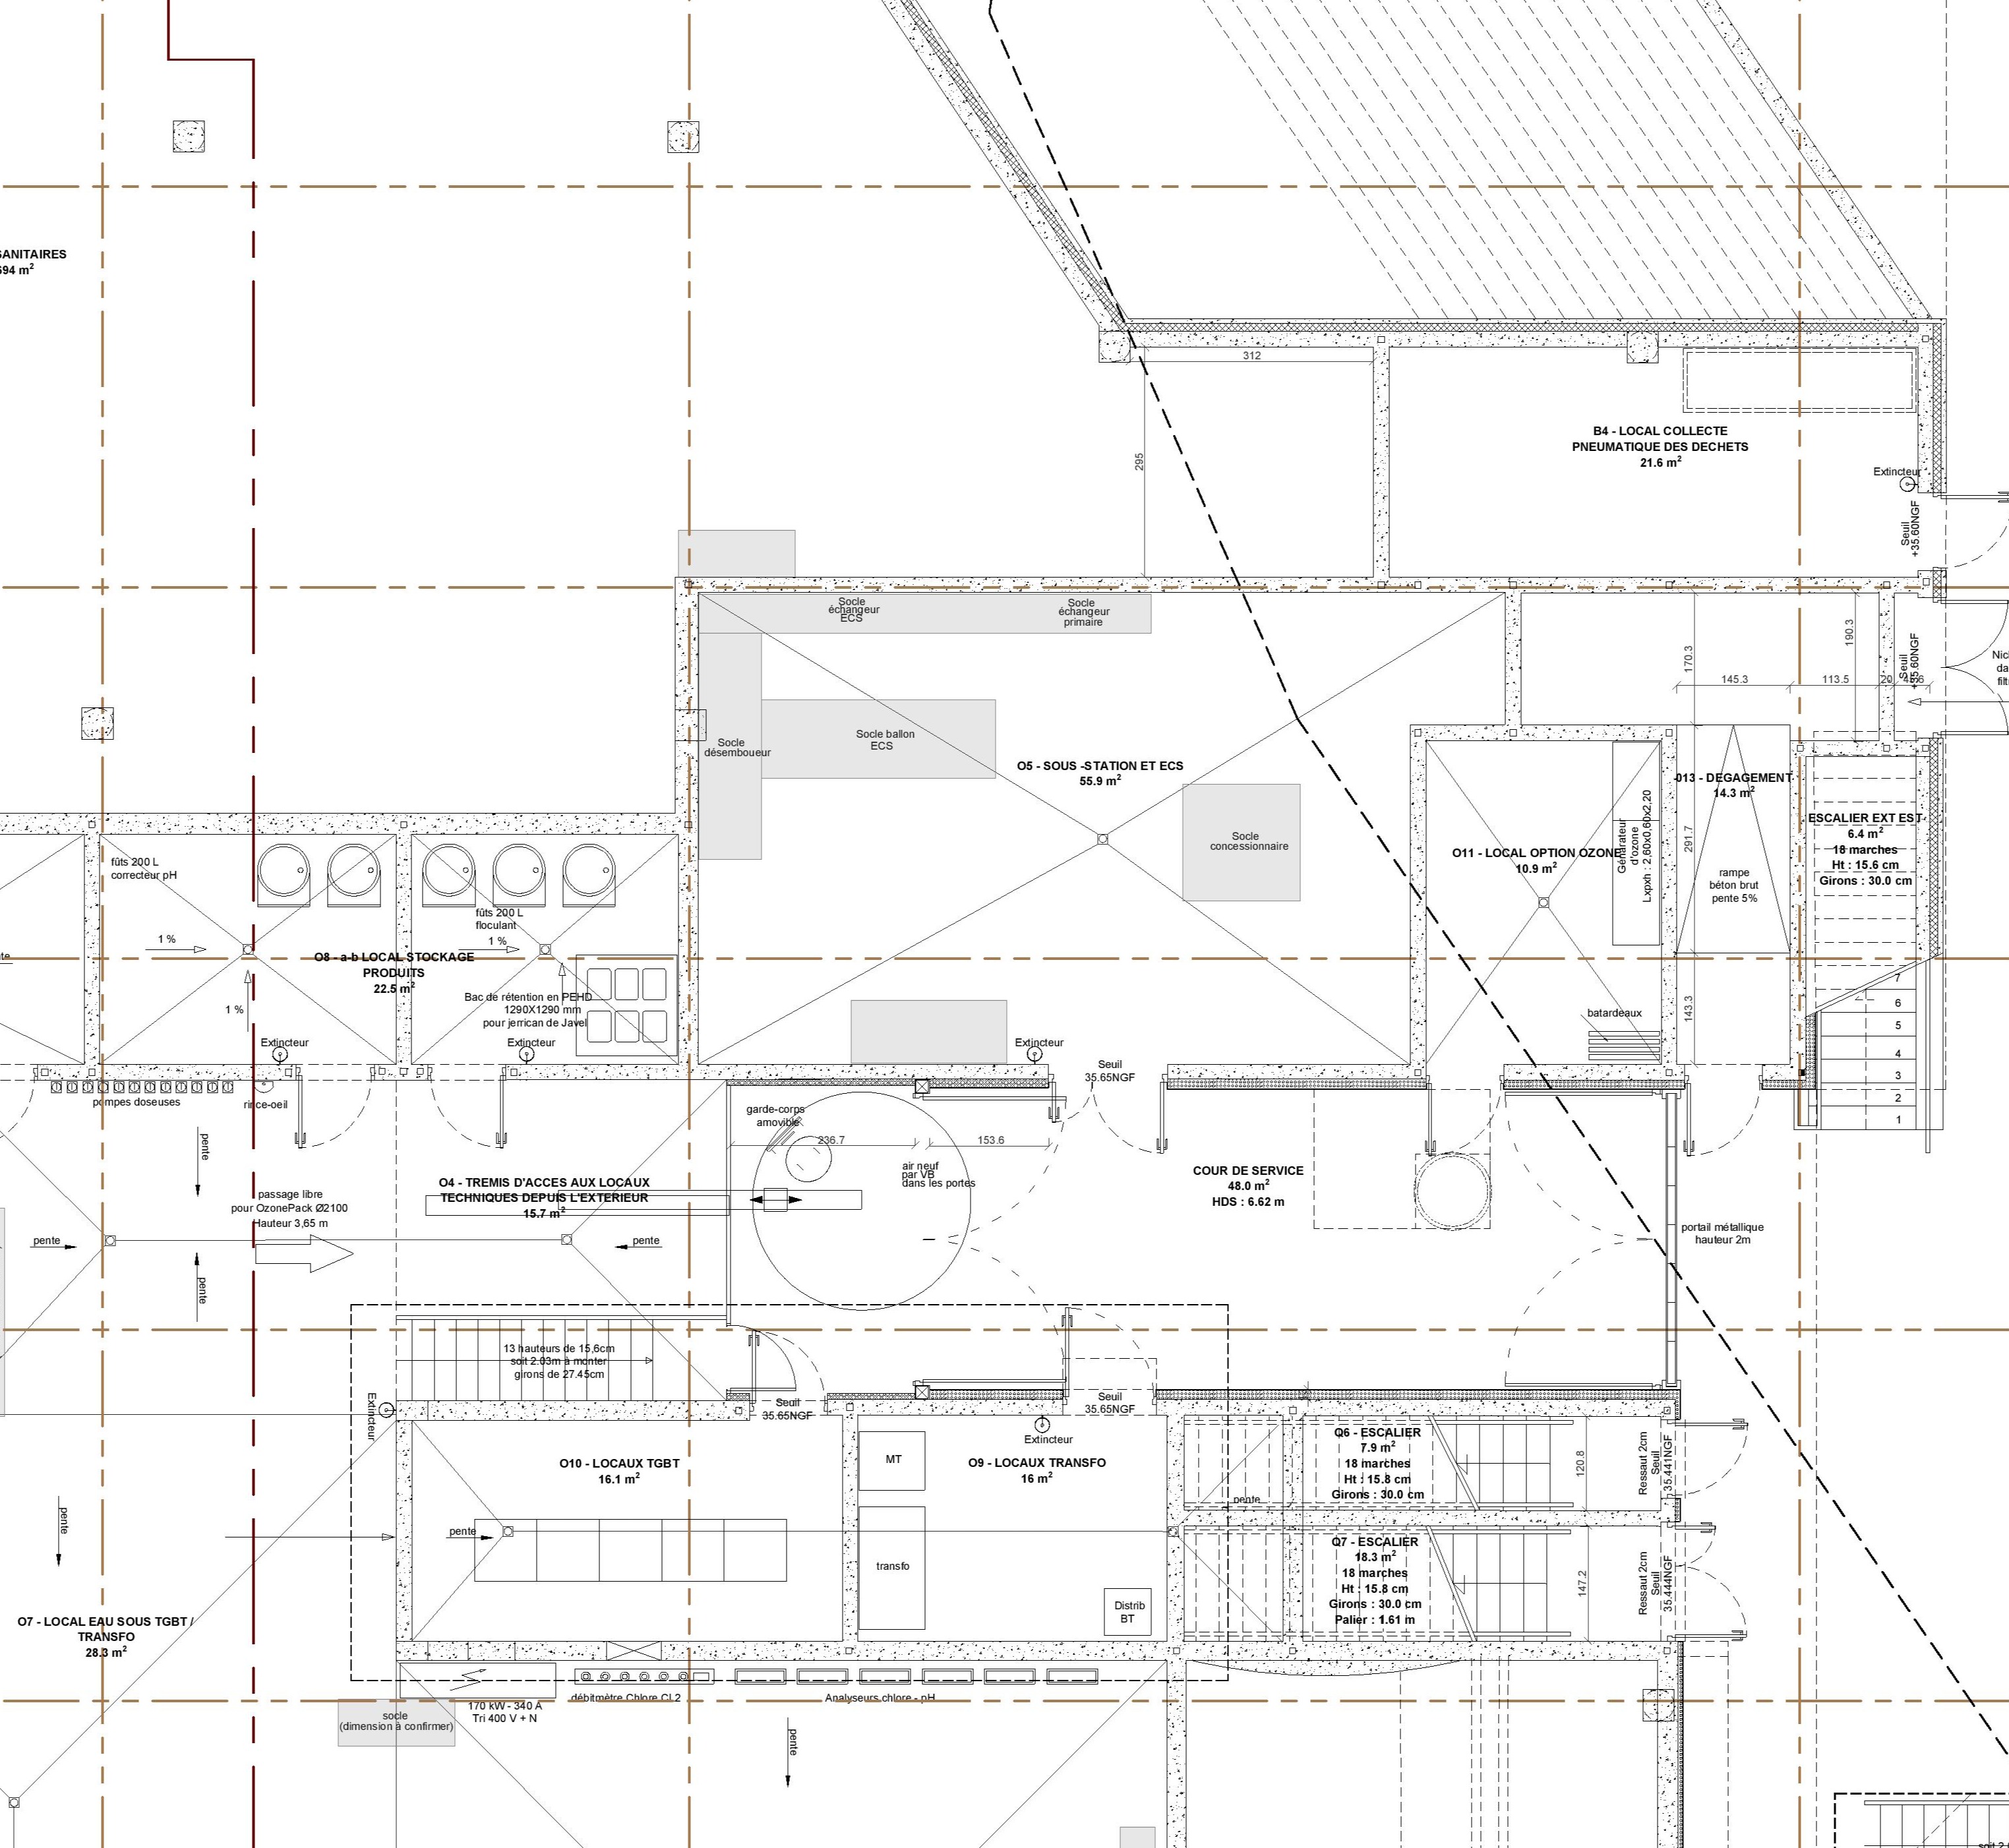 SANITAIRES
694 m²
312
295
B4 - LOCAL COLLECTE
PNEUMATIQUE DES DECHETS
21.6 m²
Extincteur
Seuil
+35.60NGF
Socle
échangeur
ECS
Socle
échangeur
primaire
170.3
190.3
Seuil
+35.60NGF
145.3
113.5
20
Socle
désemboueur
Socle ballon
ECS
O5 - SOUS -STATION ET ECS
55.9 m²
013 - DEGAGEMENT
14.3 m²
Socle
concessionnaire
O11 - LOCAL OPTION OZONE
10.9 m²
Générateur
d'ozone
Lxpxh : 2,60x0,60x2,20
291.7
rampe
béton brut
pente 5%
ESCALIER EXT EST
6.4 m²
18 marches
Ht : 15.6 cm
Girons : 30.0 cm
fûts 200 L
correcteur pH
fûts 200 L
floculant
1 %
1 %
1 %
O8 - a-b LOCAL STOCKAGE
PRODUITS
22.5 m²
Bac de rétention en PEHD
1290X1290 mm
pour jerrican de Javel
Extincteur
Extincteur
Extincteur
batardeaux
143.3
7
6
5
4
3
2
1
Seuil
35.65NGF
pompes doseuses
rince-oeil
garde-corps
amovible
236.7
153.6
air neuf
par VB
dans les portes
pente
O4 - TREMIS D'ACCES AUX LOCAUX
TECHNIQUES DEPUIS L'EXTERIEUR
15.7 m²
passage libre
pour OzonePack Ø2100
Hauteur 3,65 m
COUR DE SERVICE
48.0 m²
HDS : 6.62 m
portail métallique
hauteur 2m
pente
pente
pente
13 hauteurs de 15,6cm
soit 2.03m à monter
girons de 27.45cm
Extincteur
Seuil
35.65NGF
Seuil
35.65NGF
Extincteur
O10 - LOCAUX TGBT
16.1 m²
MT
O9 - LOCAUX TRANSFO
16 m²
Q6 - ESCALIER
7.9 m²
18 marches
Ht : 15.8 cm
Girons : 30.0 cm
120.8
Ressaut 2cm
Seuil
35.441NGF
pente
pente
pente
transfo
Distrib
BT
Q7 - ESCALIER
18.3 m²
18 marches
Ht : 15.8 cm
Girons : 30.0 cm
Palier : 1.61 m
147.2
Ressaut 2cm
Seuil
35.444NGF
O7 - LOCAL EAU SOUS TGBT /
TRANSFO
28.3 m²
170 kW - 340 A
Tri 400 V + N
débitmètre Chlore CL2
Analyseurs chlore - pH
socle
(dimension à confirmer)
pente